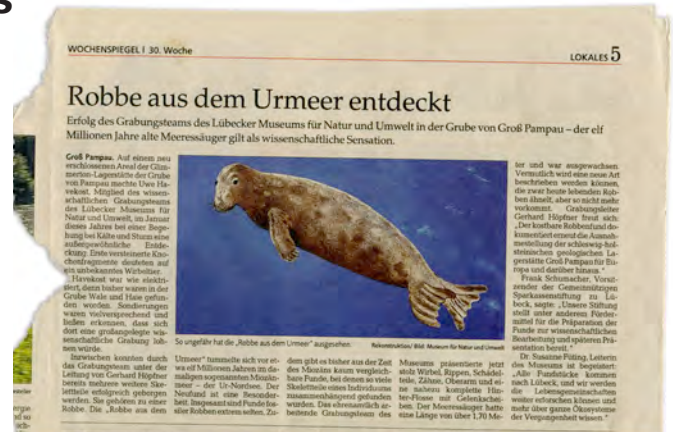 s
WOCHENSPIEGEL | 30. Woche
LOKALES 5
Robbe aus dem Urmeer entdeckt
Erfolg des Grabungsteams des Lübecker Museums für Natur und Umwelt in der Grube von Groß Pampau – der elf
Millionen Jahre alte Meeressäuger gilt als wissenschaftliche Sensation.
Groß Pampau. Auf einem neu
erschlossenen Areal der Glim-
merton-Lagerstätte der Grube
von Pampau machte Uwe Ha-
vekost, Mitglied des wissen-
schaftlichen Grabungsteams
des Lübecker Museums für
Natur und Umwelt, im Januar
dieses Jahres bei einer Bege-
hung bei Kälte und Sturm eine
außergewöhnliche Entde-
ckung. Erste versteinerte Kno-
chenfragmente deuteten auf
ein unbekanntes Wirbeltier.
Havekost war wie elektri-
siert, denn bisher waren in der
Grube Wale und Haie gefun-
den worden. Sondierungen
waren vielversprechend und
ließen erkennen, dass sich
dort eine großangelegte wis-
senschaftliche Grabung loh-
nen würde.
Inzwischen konnten durch
das Grabungsteam unter der
Leitung von Gerhard Höpfner
bereits mehrere weitere Ske-
lettteile erfolgreich geborgen
werden. Sie gehören zu einer
Robbe. Die „Robbe aus dem
So ungefähr hat die „Robbe aus dem Urmeer" ausgesehen.
Rekonstruktion/ Bild: Museum für Natur und Umwelt
Urmeer" tummelte sich vor et-
wa elf Millionen Jahren im da-
maligen sogenannten Miozän-
meer – der Ur-Nordsee. Der
Neufund ist eine Besonder-
heit. Insgesamt sind Funde fos-
siler Robben extrem selten. Zu-
dem gibt es bisher aus der Zeit
des Miozäns kaum vergleich-
bare Funde, bei denen so viele
Skelettteile eines Individuums
zusammenhängend gefunden
wurden. Das ehrenamtlich ar-
beitende Grabungsteam des
Museums präsentierte jetzt
stolz Wirbel, Rippen, Schädel-
teile, Zähne, Oberarm und ei-
ne nahezu komplette Hin-
ter-Flosse mit Gelenkschei-
ben. Der Meeressäuger hatte
eine Länge von über 1,70 Me-
ter und war ausgewachsen.
Vermutlich wird eine neue Art
beschrieben werden können,
die zwar heute lebenden Rob-
ben ähnelt, aber so nicht mehr
vorkommt. Grabungsleiter
Gerhard Höpfner freut sich:
„Der kostbare Robbenfund do-
kumentiert erneut die Ausnah-
mestellung der schleswig-hol-
steinischen geologischen La-
gerstätte Groß Pampau für Eu-
ropa und darüber hinaus."
Frank Schumacher, Vorsit-
zender der Gemeinnützigen
Sparkassenstiftung zu Lü-
beck, sagte: „Unsere Stiftung
stellt unter anderem Förder-
mittel für die Präparation der
Funde zur wissenschaftlichen
Bearbeitung und späteren Prä-
sentation bereit."
Dr. Susanne Füting, Leiterin
des Museums ist begeistert:
„Alle Fundstücke kommen
nach Lübeck, und wir werden
die Lebensgemeinschaften
weiter erforschen können und
mehr über ganze Ökosysteme
der Vergangenheit wissen."